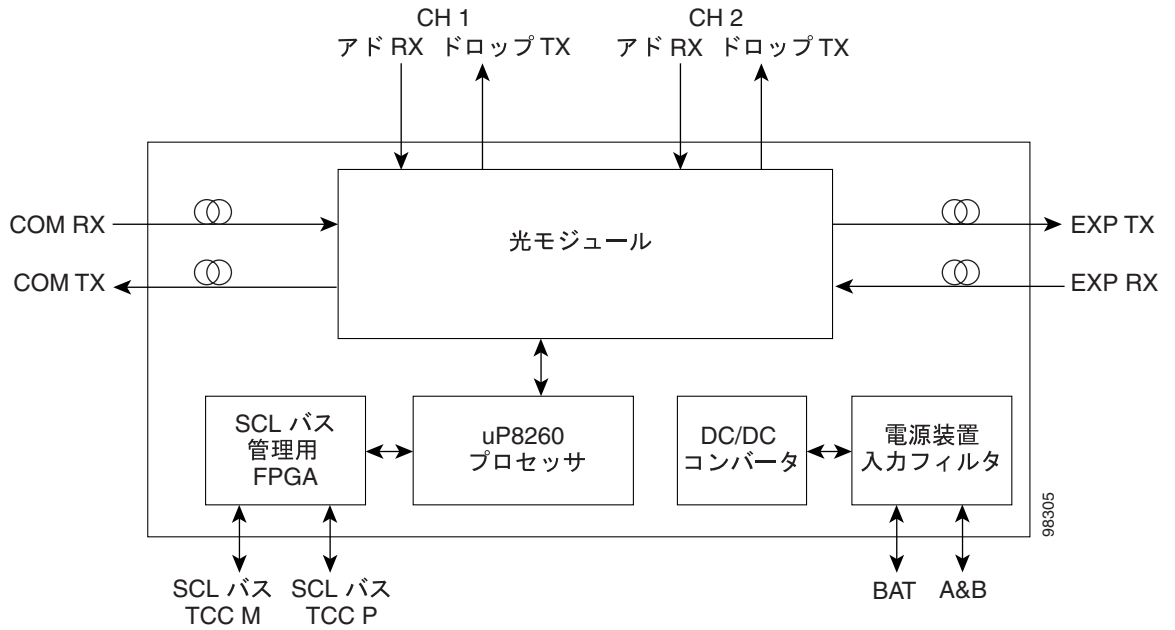 CH 1
CH 2
アド RX ドロップ TX
アド RX ドロップ TX
COM RX
COM TX
光モジュール
EXP TX
EXP RX
SCL バス
管理用
FPGA
uP8260
プロセッサ
DC/DC
コンバータ
電源装置
入力フィルタ
98305
SCL バス
TCC M
SCL バス
TCC P
BAT
A&B